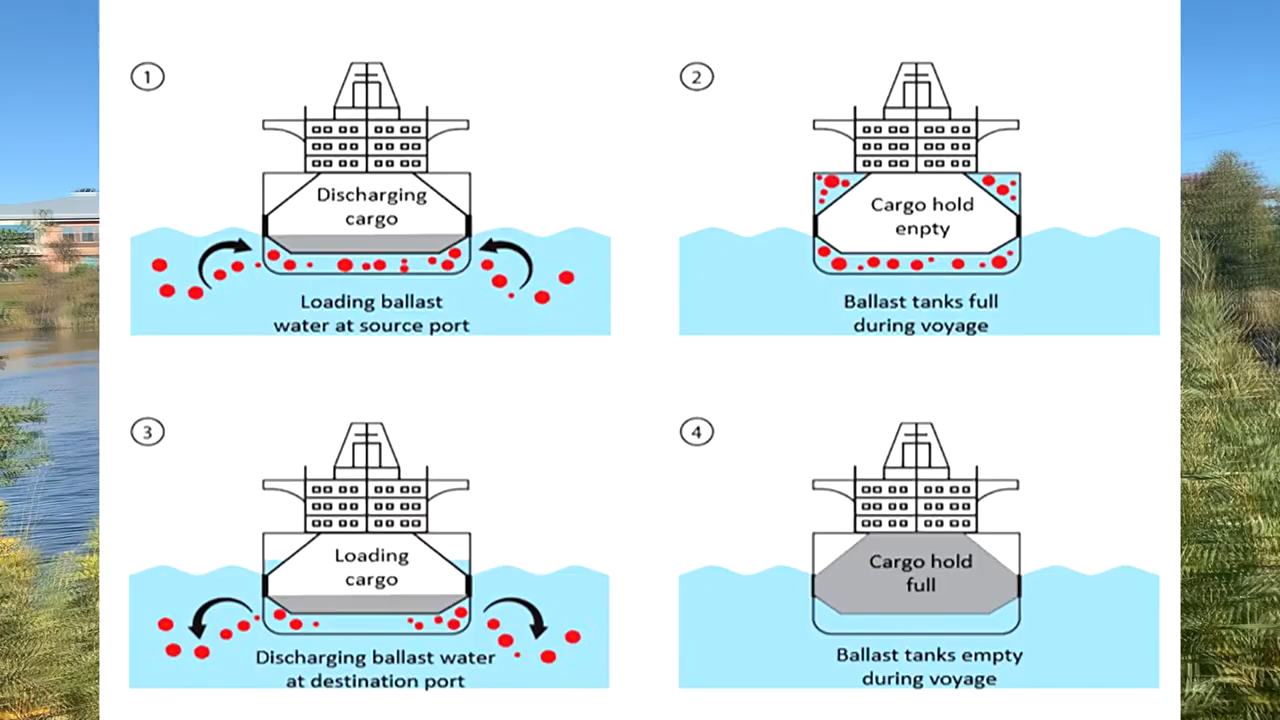 1
Discharging
cargo
Loading ballast
water at source port
2
Cargo hold
enpty
Ballast tanks full
during voyage
3
Loading
cargo
Discharging ballast water
at destination port
4
Cargo hold
full
Ballast tanks empty
during voyage